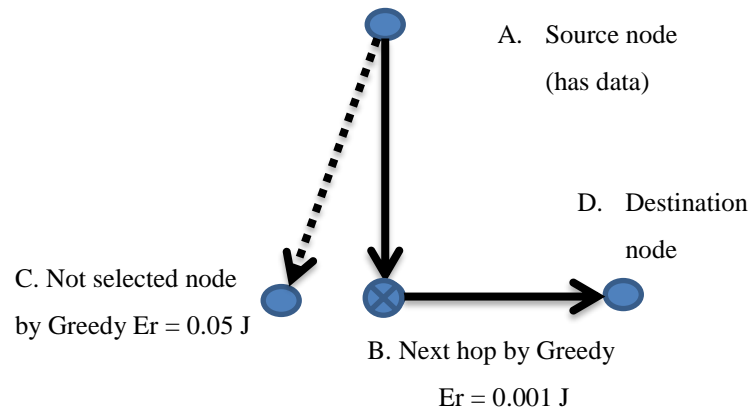 A. Source node
(has data)
D. Destination
node
C. Not selected node
by Greedy Er = 0.05 J
B. Next hop by Greedy
Er = 0.001 J